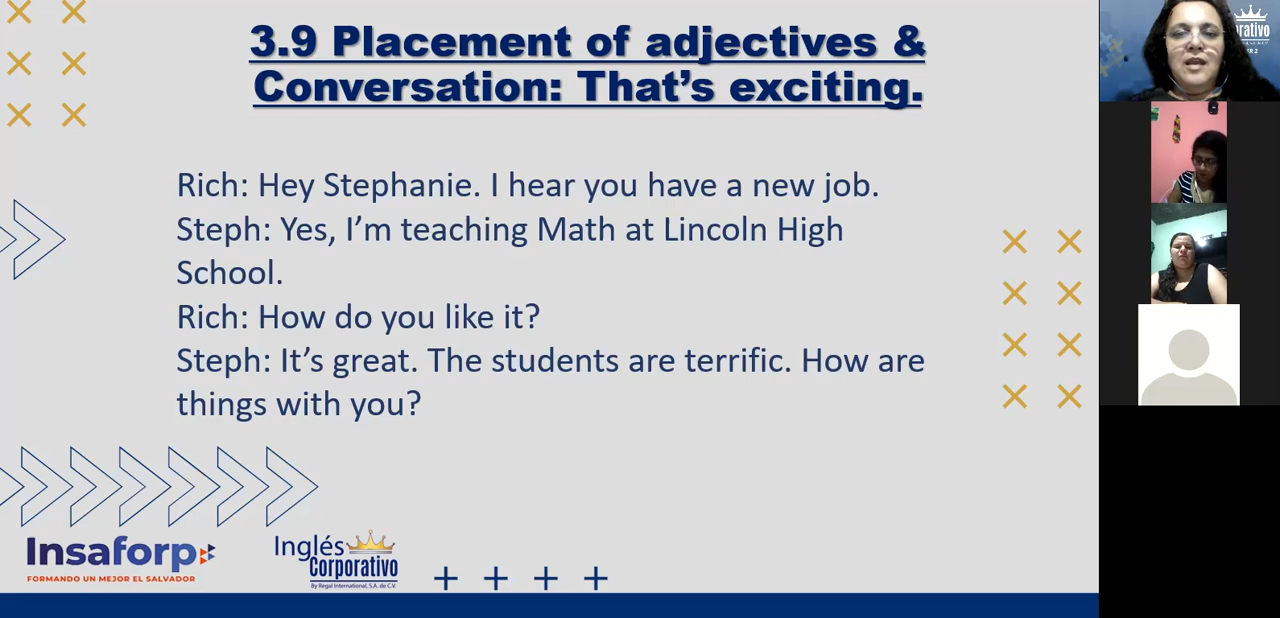 3.9 Placement of adjectives &
Conversation: That’s exciting.
Rich: Hey Stephanie. I hear you have a new job.
Steph: Yes, I’m teaching Math at Lincoln High
School.
Rich: How do you like it?
Steph: It’s great. The students are terrific. How are
things with you?
Insaforp
FORMANDO UN MEJOR EL SALVADOR
Inglés
Corporativo
By Regal International, S.A. de C.V.